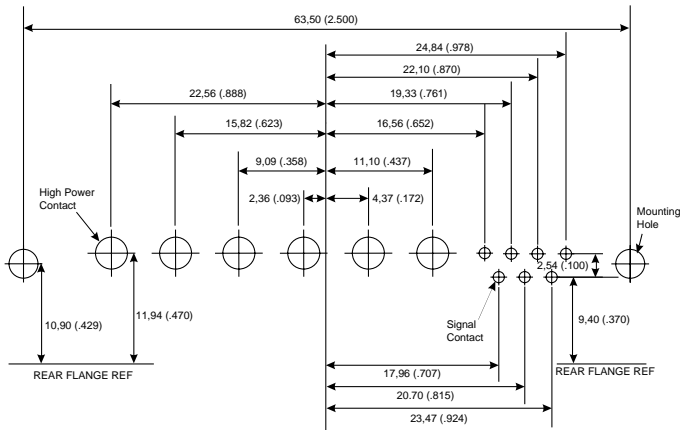 63,50 (2.500)
24,84 (.978)
22,10 (.870)
22,56 (.888)
19,33 (.761)
15,82 (.623)
16,56 (.652)
9,09 (.358)
11,10 (.437)
High Power
Contact
2,36 (.093)
4,37 (.172)
Mounting
Hole
2,54 (.100)
10,90 (.429)
11,94 (.470)
Signal
Contact
9,40 (.370)
REAR FLANGE REF
REAR FLANGE REF
17,96 (.707)
20.70 (.815)
23,47 (.924)